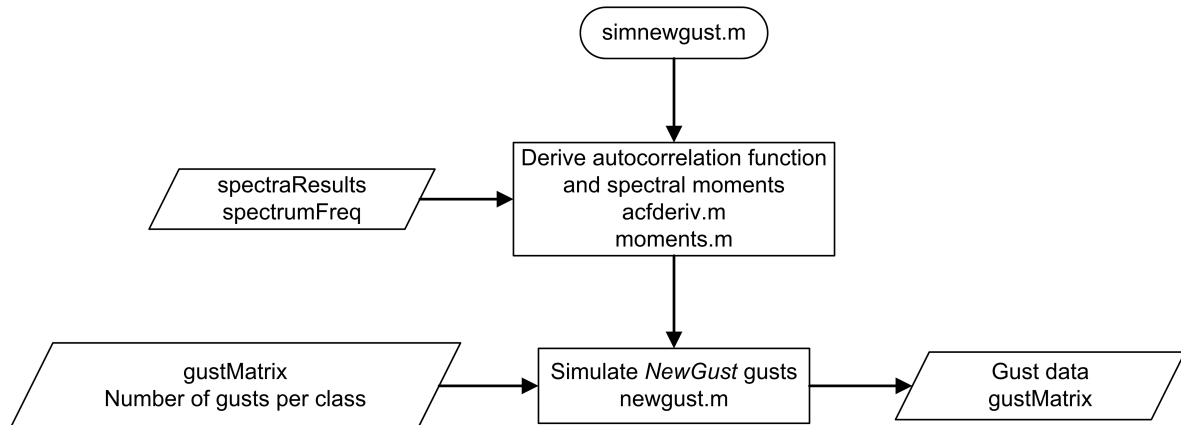 simnewgust.m
Derive autocorrelation function
and spectral moments
acfderiv.m
moments.m
spectraResults
spectrumFreq
gustMatrix
Number of gusts per class
Simulate NewGust gusts
newgust.m
Gust data
gustMatrix